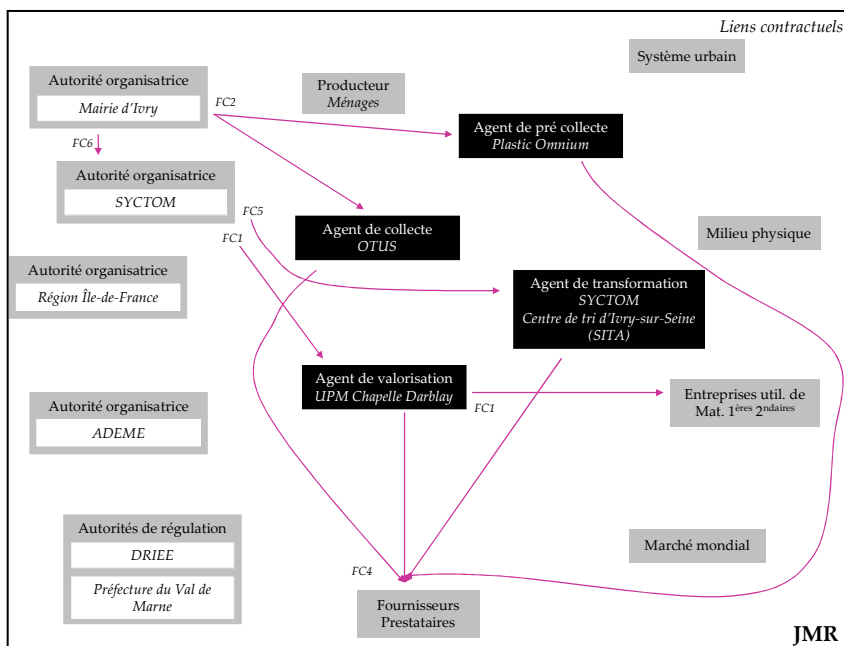 Liens contractuels
Système urbain
Autorité organisatrice
Mairie d'Ivry
FC2
Producteur
Ménages
Agent de pré collecte
Plastic Omnium
FC6
Autorité organisatrice
SYCTOM
FC5
FC1
Agent de collecte
OTUS
Milieu physique
Autorité organisatrice
Région Île-de-France
Agent de transformation
SYCTOM
Centre de tri d'Ivry-sur-Seine
(SITA)
Agent de valorisation
UPM Chapelle Darblay
FC1
Entreprises util. de
Mat. 1ères 2ndaires
Autorité organisatrice
ADEME
Autorités de régulation
DRIEE
Préfecture du Val de
Marne
Marché mondial
FC4
Fournisseurs
Prestataires
JMR